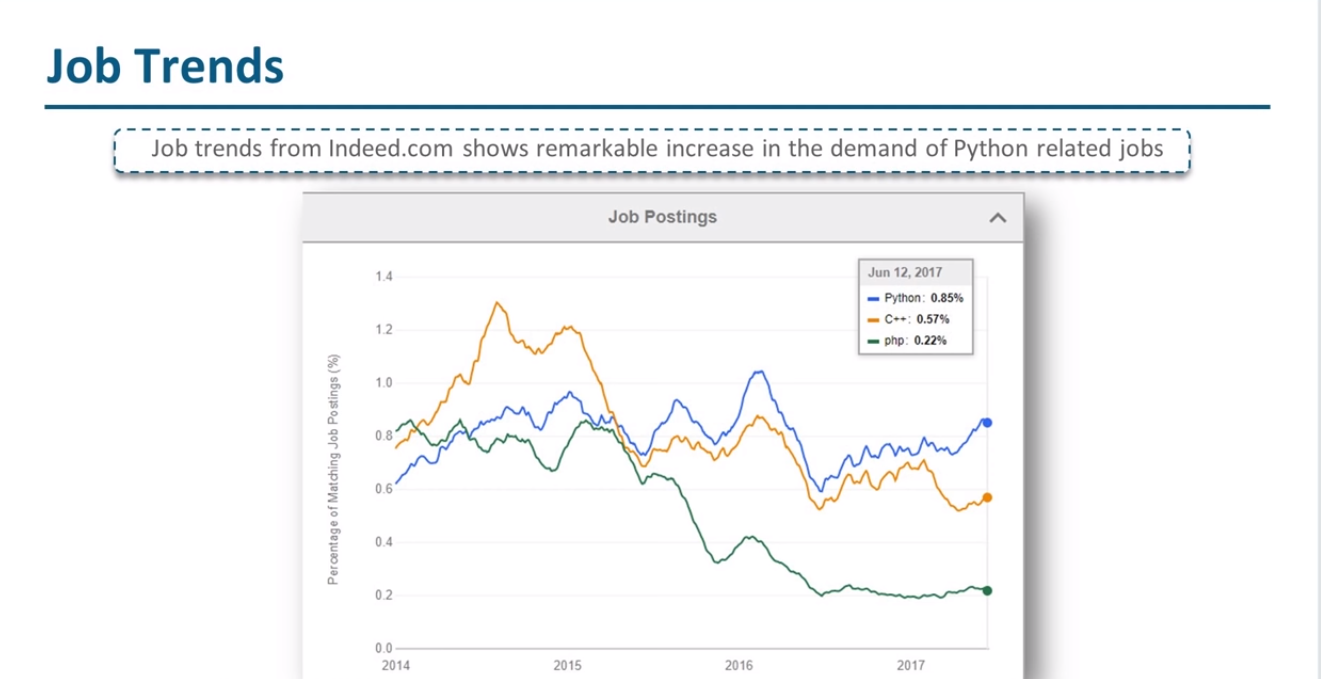 Job Trends
Job trends from Indeed.com shows remarkable increase in the demand of Python related jobs
Job Postings
Jun 12, 2017
Python: 0.85%
C++: 0.57%
php: 0.22%
Percentage of Matching Job Postings (%)
1.4
1.2
1.0
0.8
0.6
0.4
0.2
0.0
2014 2015 2016 2017